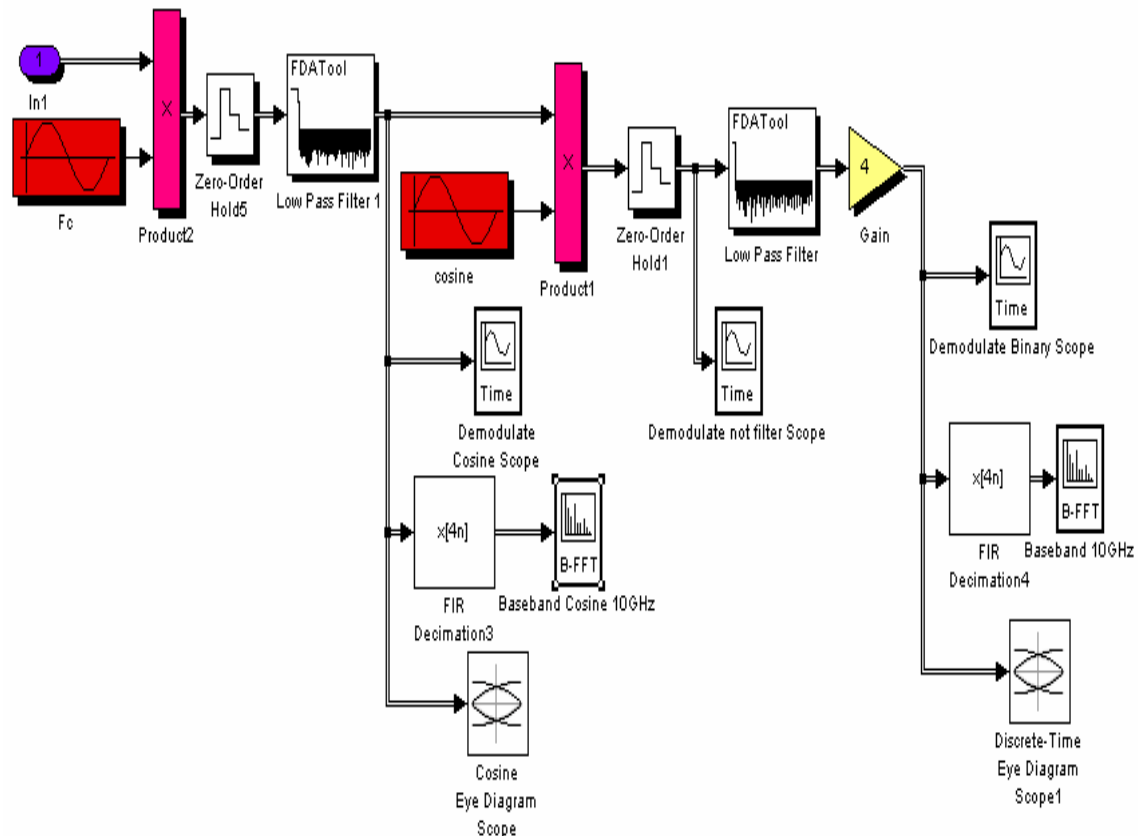 1
In1
Fc
X
Product2
Zero-Order
Hold5
FDATool
Low Pass Filter 1
cosine
X
Product1
Zero-Order
Hold1
FDATool
Low Pass Filter
4
Gain
Time
Demodulate
Cosine Scope
Time
Demodulate not filter Scope
Time
Demodulate Binary Scope
x[4n]
FIR
Decimation3
B-FFT
Baseband Cosine 10GHz
x[4n]
FIR
Decimation4
B-FFT
Baseband 10GHz
Cosine
Eye Diagram
Scope
Discrete-Time
Eye Diagram
Scope1